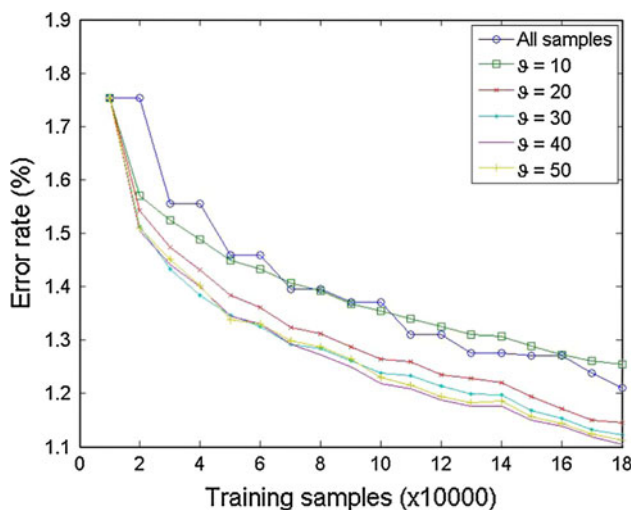 1.9
1.8
1.7
1.6
1.5
1.4
1.3
1.2
1.1
Error rate (%)
All samples
ϑ = 10
ϑ = 20
ϑ = 30
ϑ = 40
ϑ = 50
0 2 4 6 8 10 12 14 16 18
Training samples (x10000)